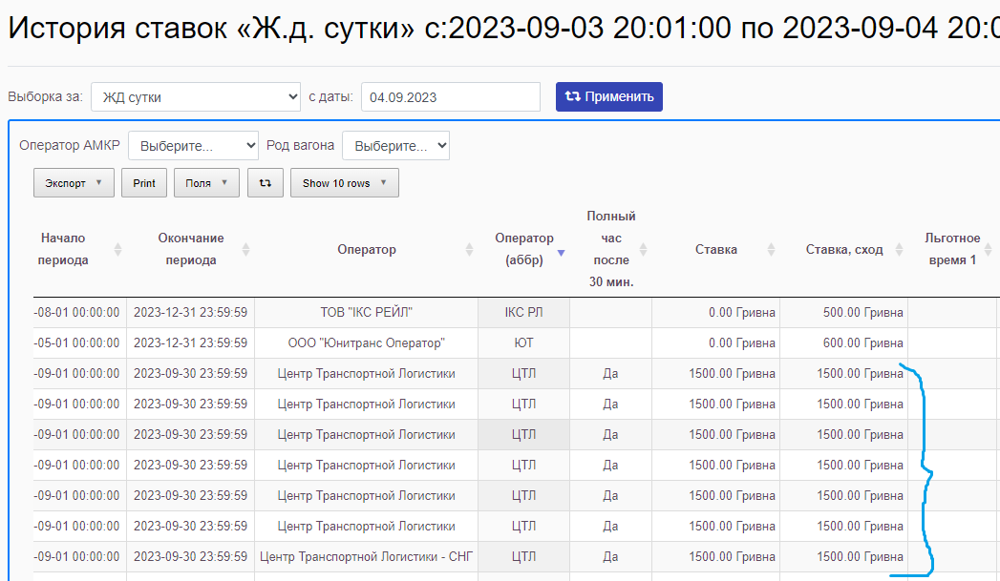 История ставок «Ж.д. сутки» с:2023-09-03 20:01:00 по 2023-09-04 20:0
Выборка за: ЖД сутки с даты: 04.09.2023 Применить
Оператор АМКР Выберите... Род вагона Выберите...
Экспорт Print Поля Show 10 rows
Начало периода Окончание периода Оператор Оператор (аббр) Полный час после 30 мин. Ставка Ставка, сход Льготное время 1
-08-01 00:00:00 2023-12-31 23:59:59 ТОВ "ІКС РЕЙЛ" ІКС РЛ 0.00 Гривна 500.00 Гривна
-05-01 00:00:00 2023-12-31 23:59:59 ООО "Юнитранс Оператор" ЮТ 0.00 Гривна 600.00 Гривна
-09-01 00:00:00 2023-09-30 23:59:59 Центр Транспортной Логистики ЦТЛ Да 1500.00 Гривна 1500.00 Гривна
-09-01 00:00:00 2023-09-30 23:59:59 Центр Транспортной Логистики ЦТЛ Да 1500.00 Гривна 1500.00 Гривна
-09-01 00:00:00 2023-09-30 23:59:59 Центр Транспортной Логистики ЦТЛ Да 1500.00 Гривна 1500.00 Гривна
-09-01 00:00:00 2023-09-30 23:59:59 Центр Транспортной Логистики ЦТЛ Да 1500.00 Гривна 1500.00 Гривна
-09-01 00:00:00 2023-09-30 23:59:59 Центр Транспортной Логистики ЦТЛ Да 1500.00 Гривна 1500.00 Гривна
-09-01 00:00:00 2023-09-30 23:59:59 Центр Транспортной Логистики ЦТЛ Да 1500.00 Гривна 1500.00 Гривна
-09-01 00:00:00 2023-09-30 23:59:59 Центр Транспортной Логистики - СНГ ЦТЛ Да 1500.00 Гривна 1500.00 Гривна